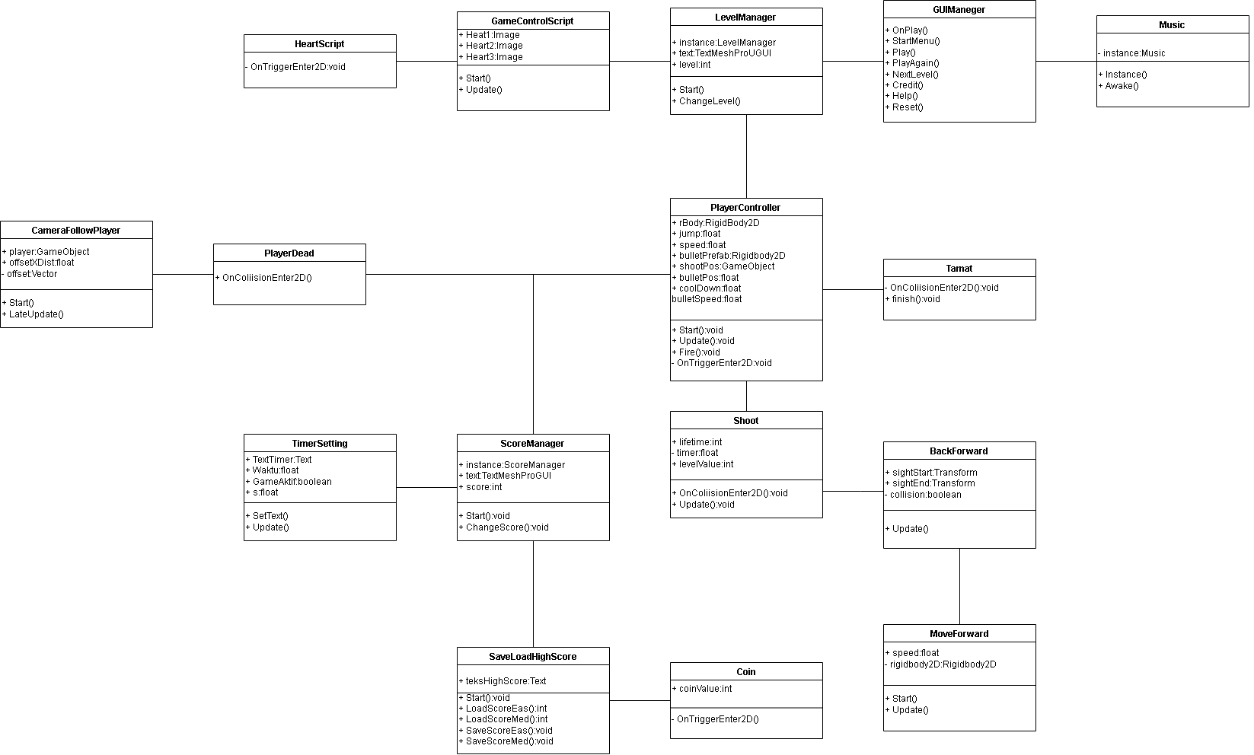 HeartScript
- OnTriggerEnter2D:void
GameControlScript
+ Heat1:Image
+ Heart2:Image
+ Heart3:Image
+ Start()
+ Update()
LevelManager
+ instance:LevelManager
+ text:TextMeshProUGUI
+ level:int
+ Start()
+ ChangeLevel()
GUIManeger
+ OnPlay()
+ StartMenu()
+ Play()
+ PlayAgain()
+ NextLevel()
+ Credit()
+ Help()
+ Reset()
Music
- instance:Music
+ Instance()
+ Awake()
CameraFollowPlayer
+ player:GameObject
+ offsetXDist:float
- offset:Vector
+ Start()
+ LateUpdate()
PlayerDead
+ OnColiisionEnter2D()
PlayerController
+ rBody:RigidBody2D
+ jump:float
+ speed:float
+ bulletPrefab:Rigidbody2D
+ shootPos:GameObject
+ bulletPos:float
+ coolDown:float
bulletSpeed:float
+ Start():void
+ Update():void
+ Fire():void
- OnTriggerEnter2D:void
Tamat
- OnColiisionEnter2D():void
+ finish():void
Shoot
+ lifetime:int
- timer:float
+ levelValue:int
+ OnColiisionEnter2D():void
+ Update():void
TimerSetting
+ TextTimer:Text
+ Waktu:float
+ GameAktif:boolean
+ s:float
+ SetText()
+ Update()
ScoreManager
+ instance:ScoreManager
+ text:TextMeshProGUI
+ score:int
+ Start():void
+ ChangeScore():void
BackForward
+ sightStart:Transform
+ sightEnd:Transform
- collision:boolean
+ Update()
MoveForward
+ speed:float
- rigidbody2D:Rigidbody2D
+ Start()
+ Update()
SaveLoadHighScore
+ teksHighScore:Text
+ Start():void
+ LoadScoreEas():int
+ LoadScoreMed():int
+ SaveScoreEas():void
+ SaveScoreMed():void
Coin
+ coinValue:int
- OnTriggerEnter2D()